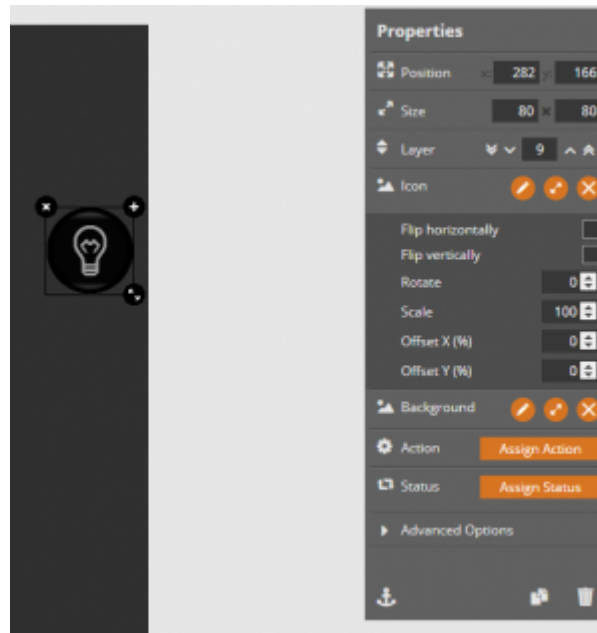 Properties
Position x: 282 y: 166
Size 80 × 80
Layer 9
Icon
Flip horizontally
Flip vertically
Rotate 0
Scale 100
Offset X (%) 0
Offset Y (%) 0
Background
Action Assign Action
Status Assign Status
Advanced Options